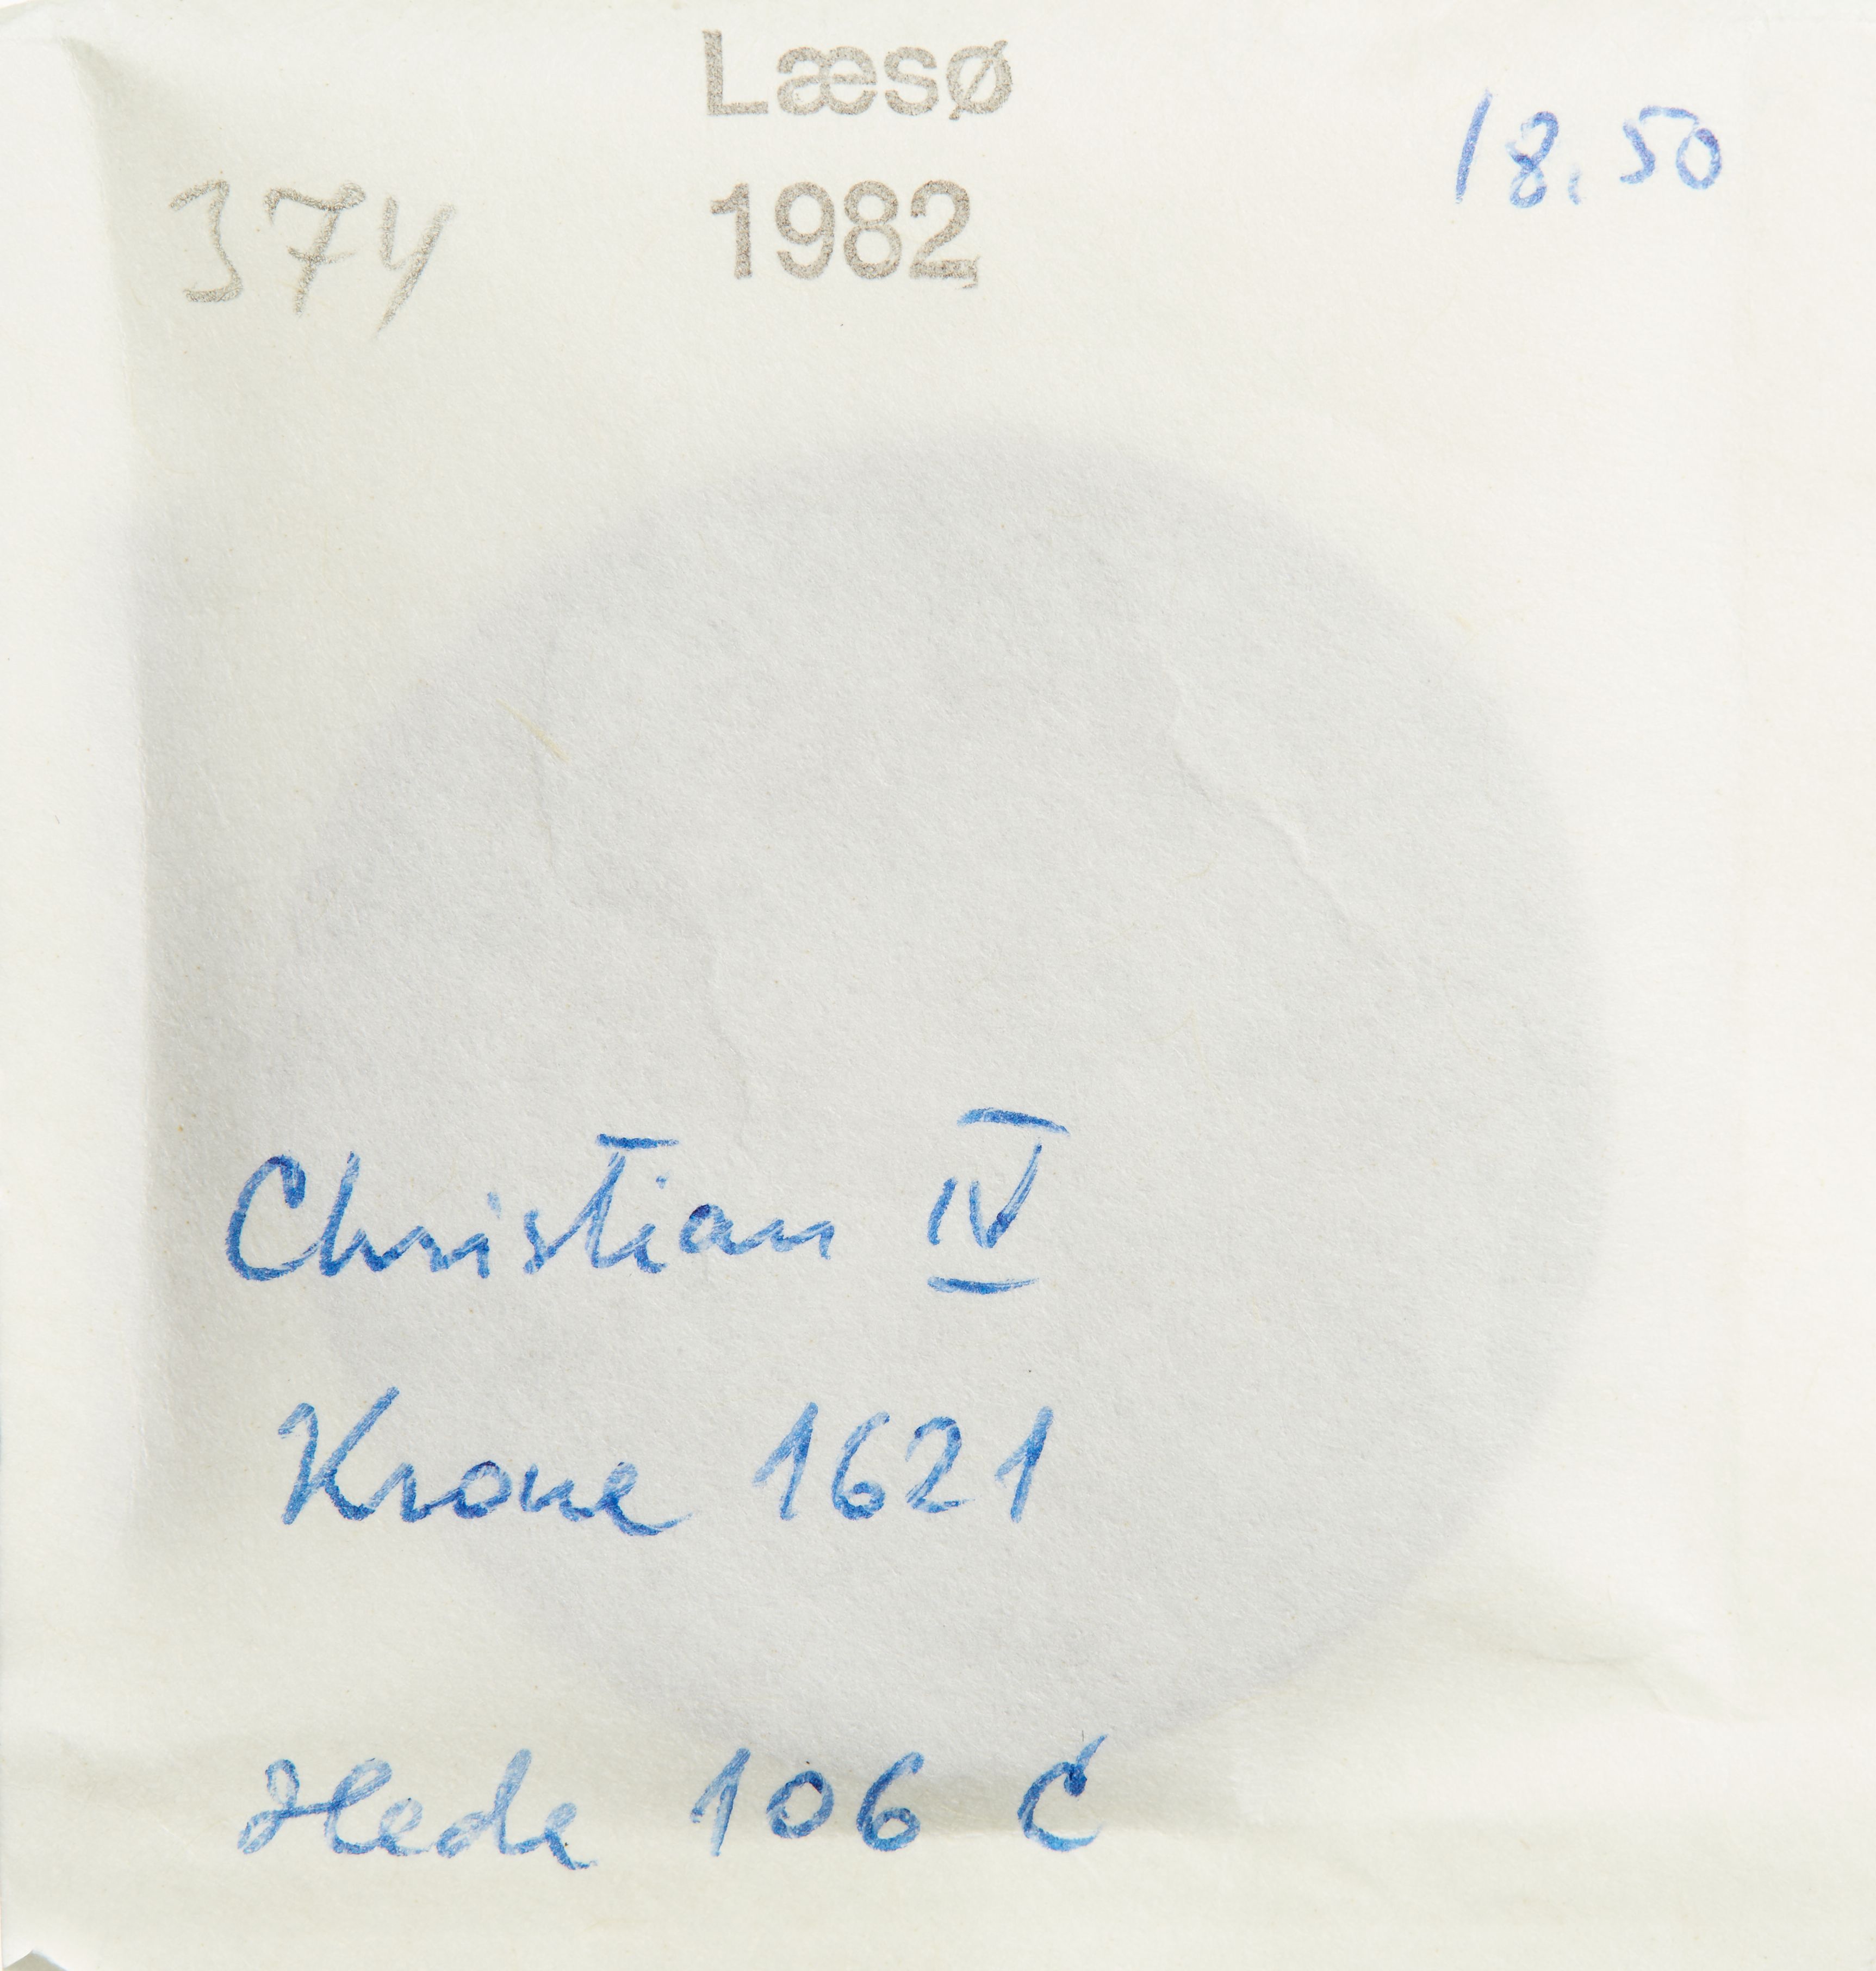 Læsø
18.50
374
1982
Christian IV
Krone 1621
Hede 106 C